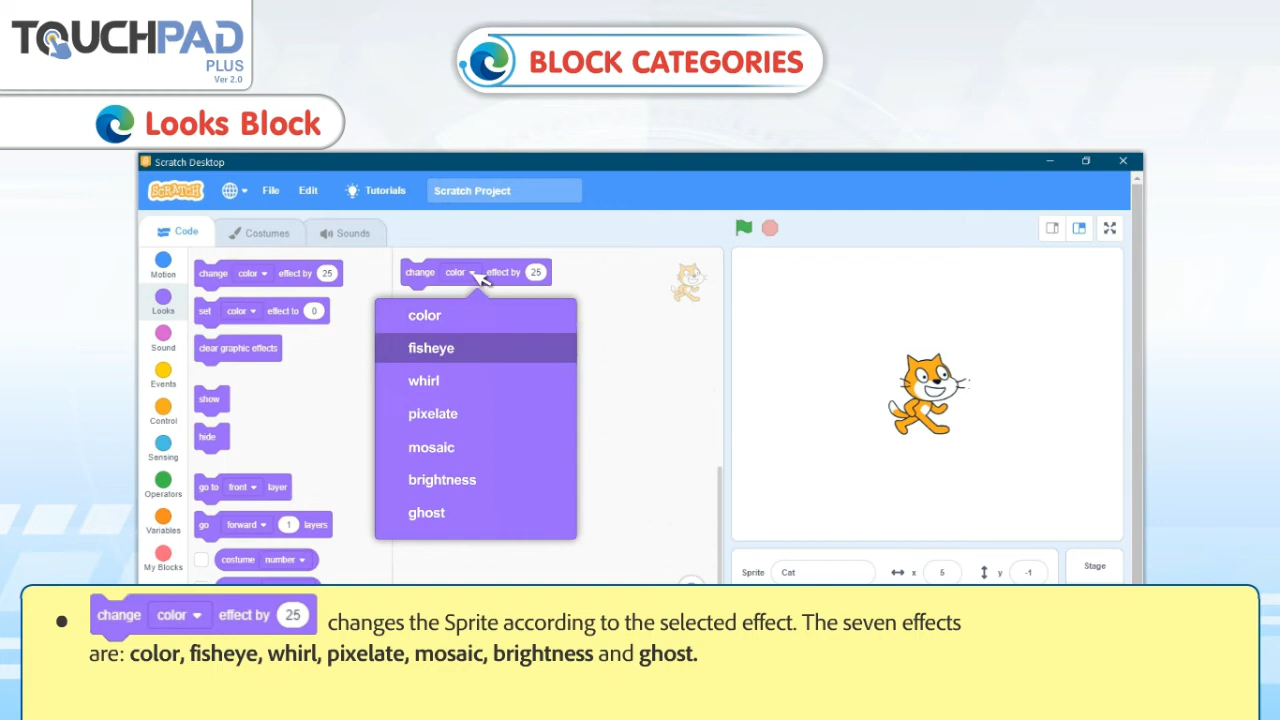 TOUCHPAD
PLUS
Ver 2.0
BLOCK CATEGORIES
Looks Block
Scratch Desktop
SCRATCH
File
Edit
Tutorials
Scratch Project
Code
Costumes
Sounds
Motion
Looks
Sound
Events
Control
Sensing
Operators
Variables
My Blocks
change color effect by 25
set color effect to 0
clear graphic effects
show
hide
go to front layer
go forward 1 layers
costume number
change color effect by 25
color
fisheye
whirl
pixelate
mosaic
brightness
ghost
Sprite Cat x 5 y -1
Stage
• change color effect by 25 changes the Sprite according to the selected effect. The seven effects
are: color, fisheye, whirl, pixelate, mosaic, brightness and ghost.